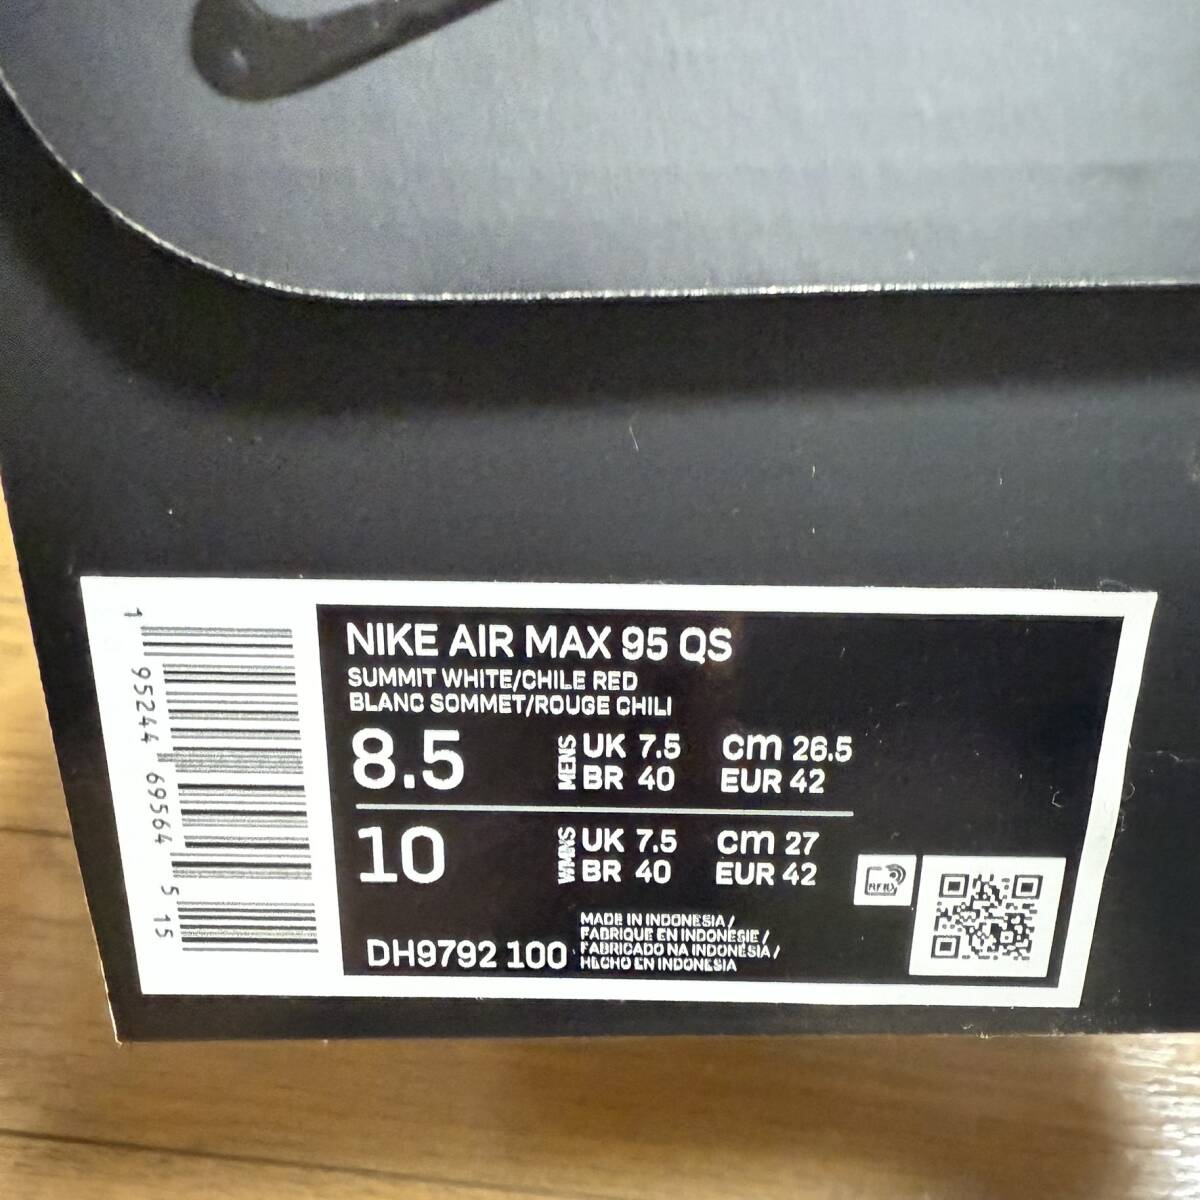 NIKE AIR MAX 95 QS
SUMMIT WHITE/CHILE RED
BLANC SOMMET/ROUGE CHILI
8.5 MENS UK 7.5 cm 26.5
BR 40 EUR 42
10 WMNS UK 7.5 cm 27
BR 40 EUR 42
RFID
DH9792 100
MADE IN INDONESIA /
FABRIQUE EN INDONESIE /
FABRICADO NA INDONÉSIA /
HECHO EN INDONESIA
1 95244 69564 5 15